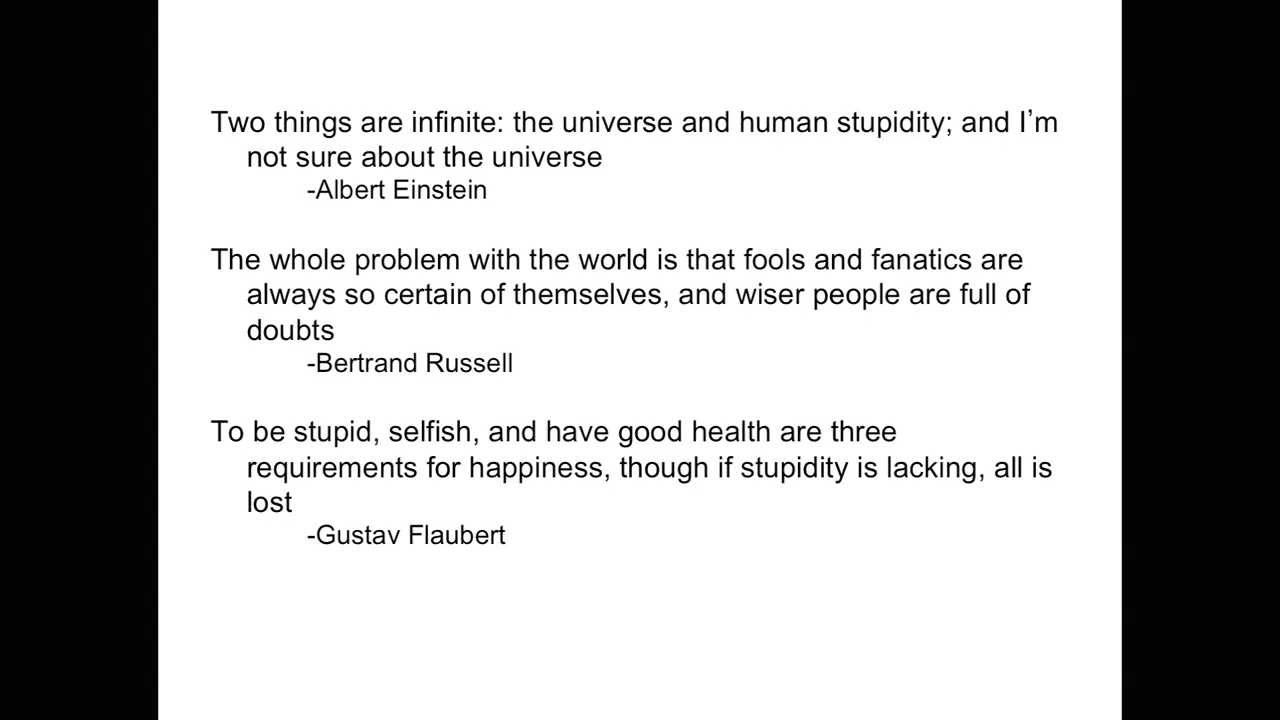 Two things are infinite: the universe and human stupidity; and I’m
not sure about the universe
-Albert Einstein
The whole problem with the world is that fools and fanatics are
always so certain of themselves, and wiser people are full of
doubts
-Bertrand Russell
To be stupid, selfish, and have good health are three
requirements for happiness, though if stupidity is lacking, all is
lost
-Gustav Flaubert